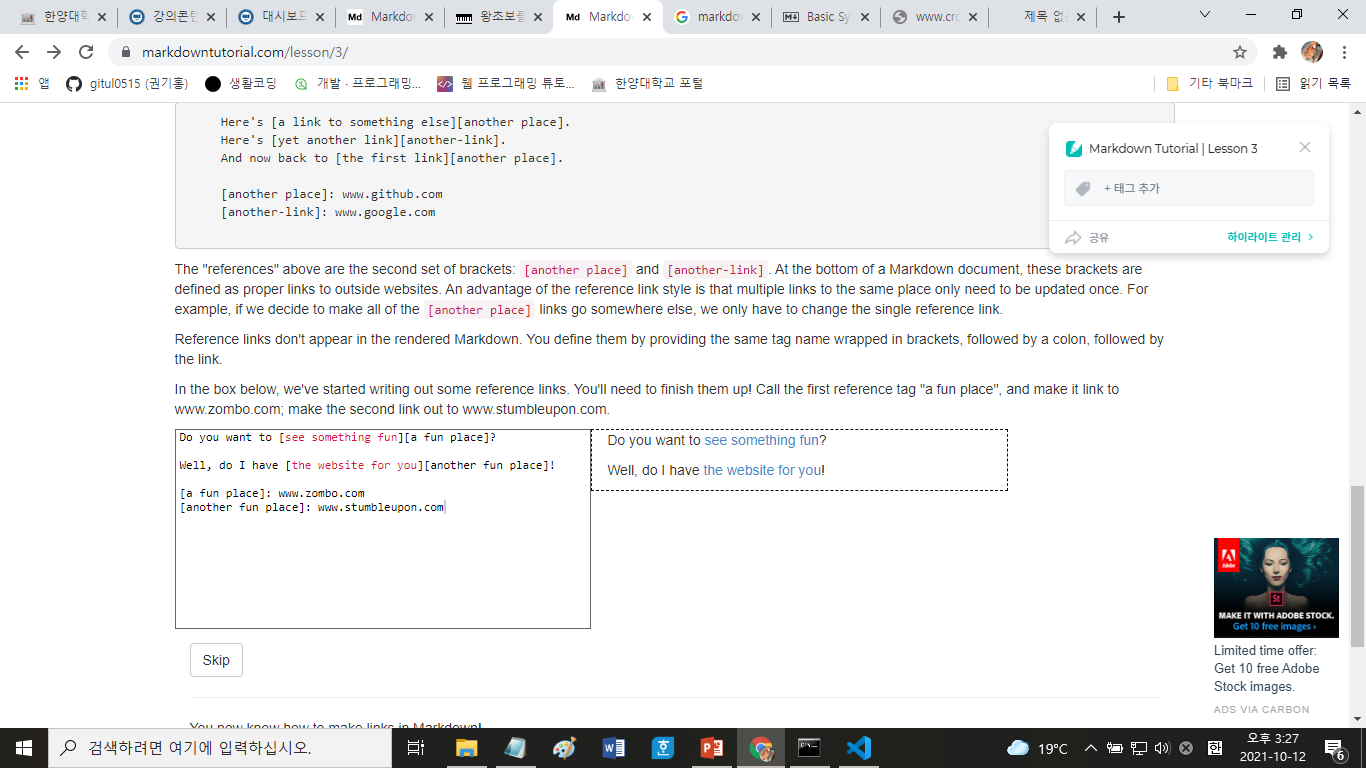 한양대학
강의콘텐
대시보드
Markdow
왕초보를
Markdow
markdow
Basic Sy
www.cro
제목 없음
markdowntutorial.com/lesson/3/
앱
gitul0515 (권기홍)
생활코딩
개발 · 프로그래밍...
웹 프로그래밍 튜토...
한양대학교 포털
기타 북마크
읽기 목록
Here's [a link to something else][another place].
Here's [yet another link][another-link].
And now back to [the first link][another place].
[another place]: www.github.com
[another-link]: www.google.com
Markdown Tutorial | Lesson 3
+ 태그 추가
공유
하이라이트 관리
The "references" above are the second set of brackets: [another place] and [another-link]. At the bottom of a Markdown document, these brackets are
defined as proper links to outside websites. An advantage of the reference link style is that multiple links to the same place only need to be updated once. For
example, if we decide to make all of the [another place] links go somewhere else, we only have to change the single reference link.
Reference links don't appear in the rendered Markdown. You define them by providing the same tag name wrapped in brackets, followed by a colon, followed by
the link.
In the box below, we've started writing out some reference links. You'll need to finish them up! Call the first reference tag "a fun place", and make it link to
www.zombo.com; make the second link out to www.stumbleupon.com.
Do you want to [see something fun][a fun place]?
Well, do I have [the website for you][another fun place]!
[a fun place]: www.zombo.com
[another fun place]: www.stumbleupon.com
Do you want to see something fun?
Well, do I have the website for you!
Skip
You now know how to make links in Markdown!
Adobe
St
MAKE IT WITH ADOBE STOCK.
Get 10 free images ›
Limited time offer:
Get 10 free Adobe
Stock images.
ADS VIA CARBON
검색하려면 여기에 입력하십시오.
19°C
한
오후 3:27
2021-10-12
6